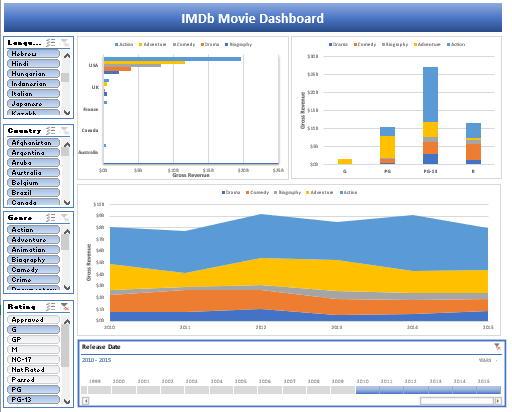 IMDb Movie Dashboard
Langu...
Hebrew
Hindi
Hungarian
Indonesian
Italian
Japanese
Kazakh
Country
Afghanistan
Argentina
Aruba
Australia
Belgium
Brazil
Canada
Genre
Action
Adventure
Animation
Biography
Comedy
Crime
Documentary
Rating
Approved
G
GP
M
NC-17
Not Rated
Passed
PG
PG-13
Action Adventure Comedy Drama Biography
USA
UK
France
Canada
Australia
$0B $5B $10B $15B $20B $25B
Gross Revenue
Drama Comedy Biography Adventure Action
Gross Revenue
$30B
$25B
$20B
$15B
$10B
$5B
$0B
G PG PG-13 R
Drama Comedy Biography Adventure Action
Gross Revenue
$10B
$9B
$8B
$7B
$6B
$5B
$4B
$3B
$2B
$1B
$0B
2010 2011 2012 2013 2014 2015
Release Date
2010 - 2015
YEARS
1999 2000 2001 2002 2003 2004 2005 2006 2007 2008 2009 2010 2011 2012 2013 2014 2015